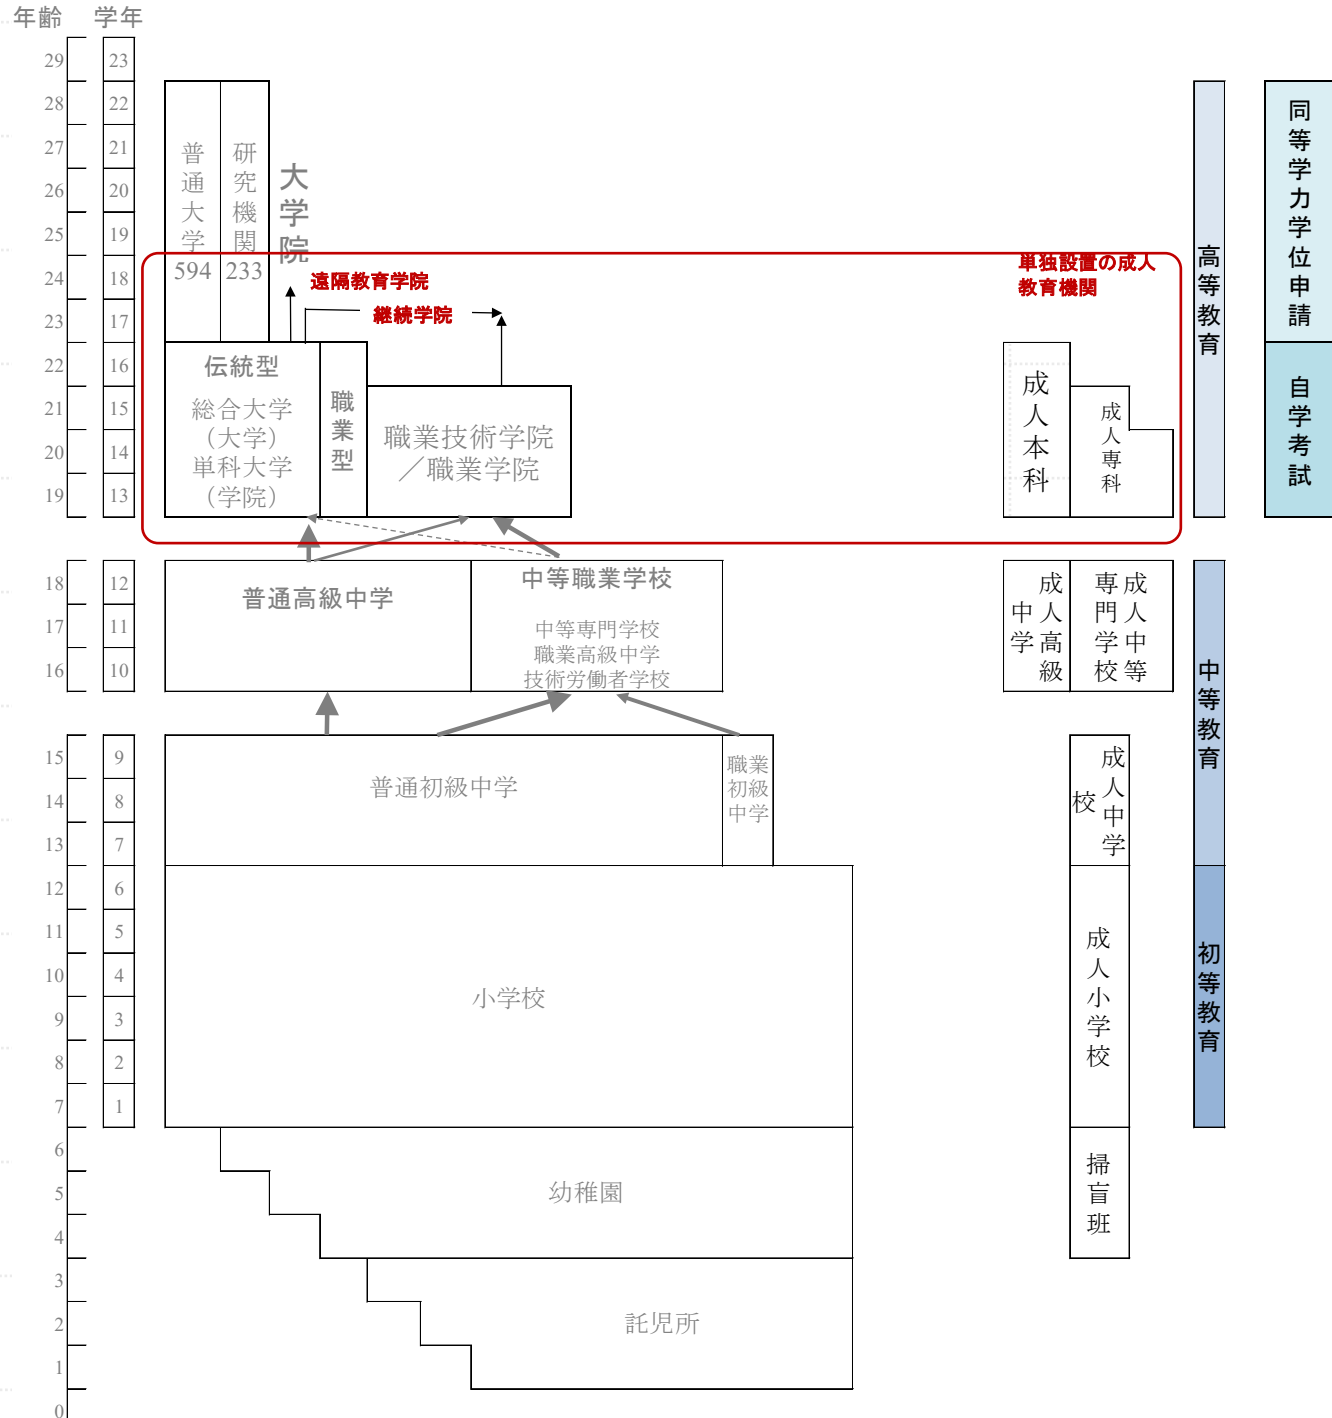 年齢
学年
29
28
27
26
25
24
23
22
21
20
19
18
17
16
15
14
13
12
11
10
9
8
7
6
5
4
3
2
1
0
23
22
21
20
19
18
17
16
15
14
13
12
11
10
9
8
7
6
5
4
3
2
1
普通大学
594
研究機関
233
大学院
遠隔教育学院
継続学院
単独設置の成人
教育機関
伝統型
総合大学
（大学）
単科大学
（学院）
職業型
職業技術学院
／職業学院
成人本科
成人専科
普通高級中学
中等職業学校
中等専門学校
職業高級中学
技術労働者学校
成人高級
中学
成人中等
専門学校
普通初級中学
職業
初級
中学
成人中学
校
小学校
成人小学校
幼稚園
掃盲班
託児所
高等教育
中等教育
初等教育
同等学力学位申請
自学考試